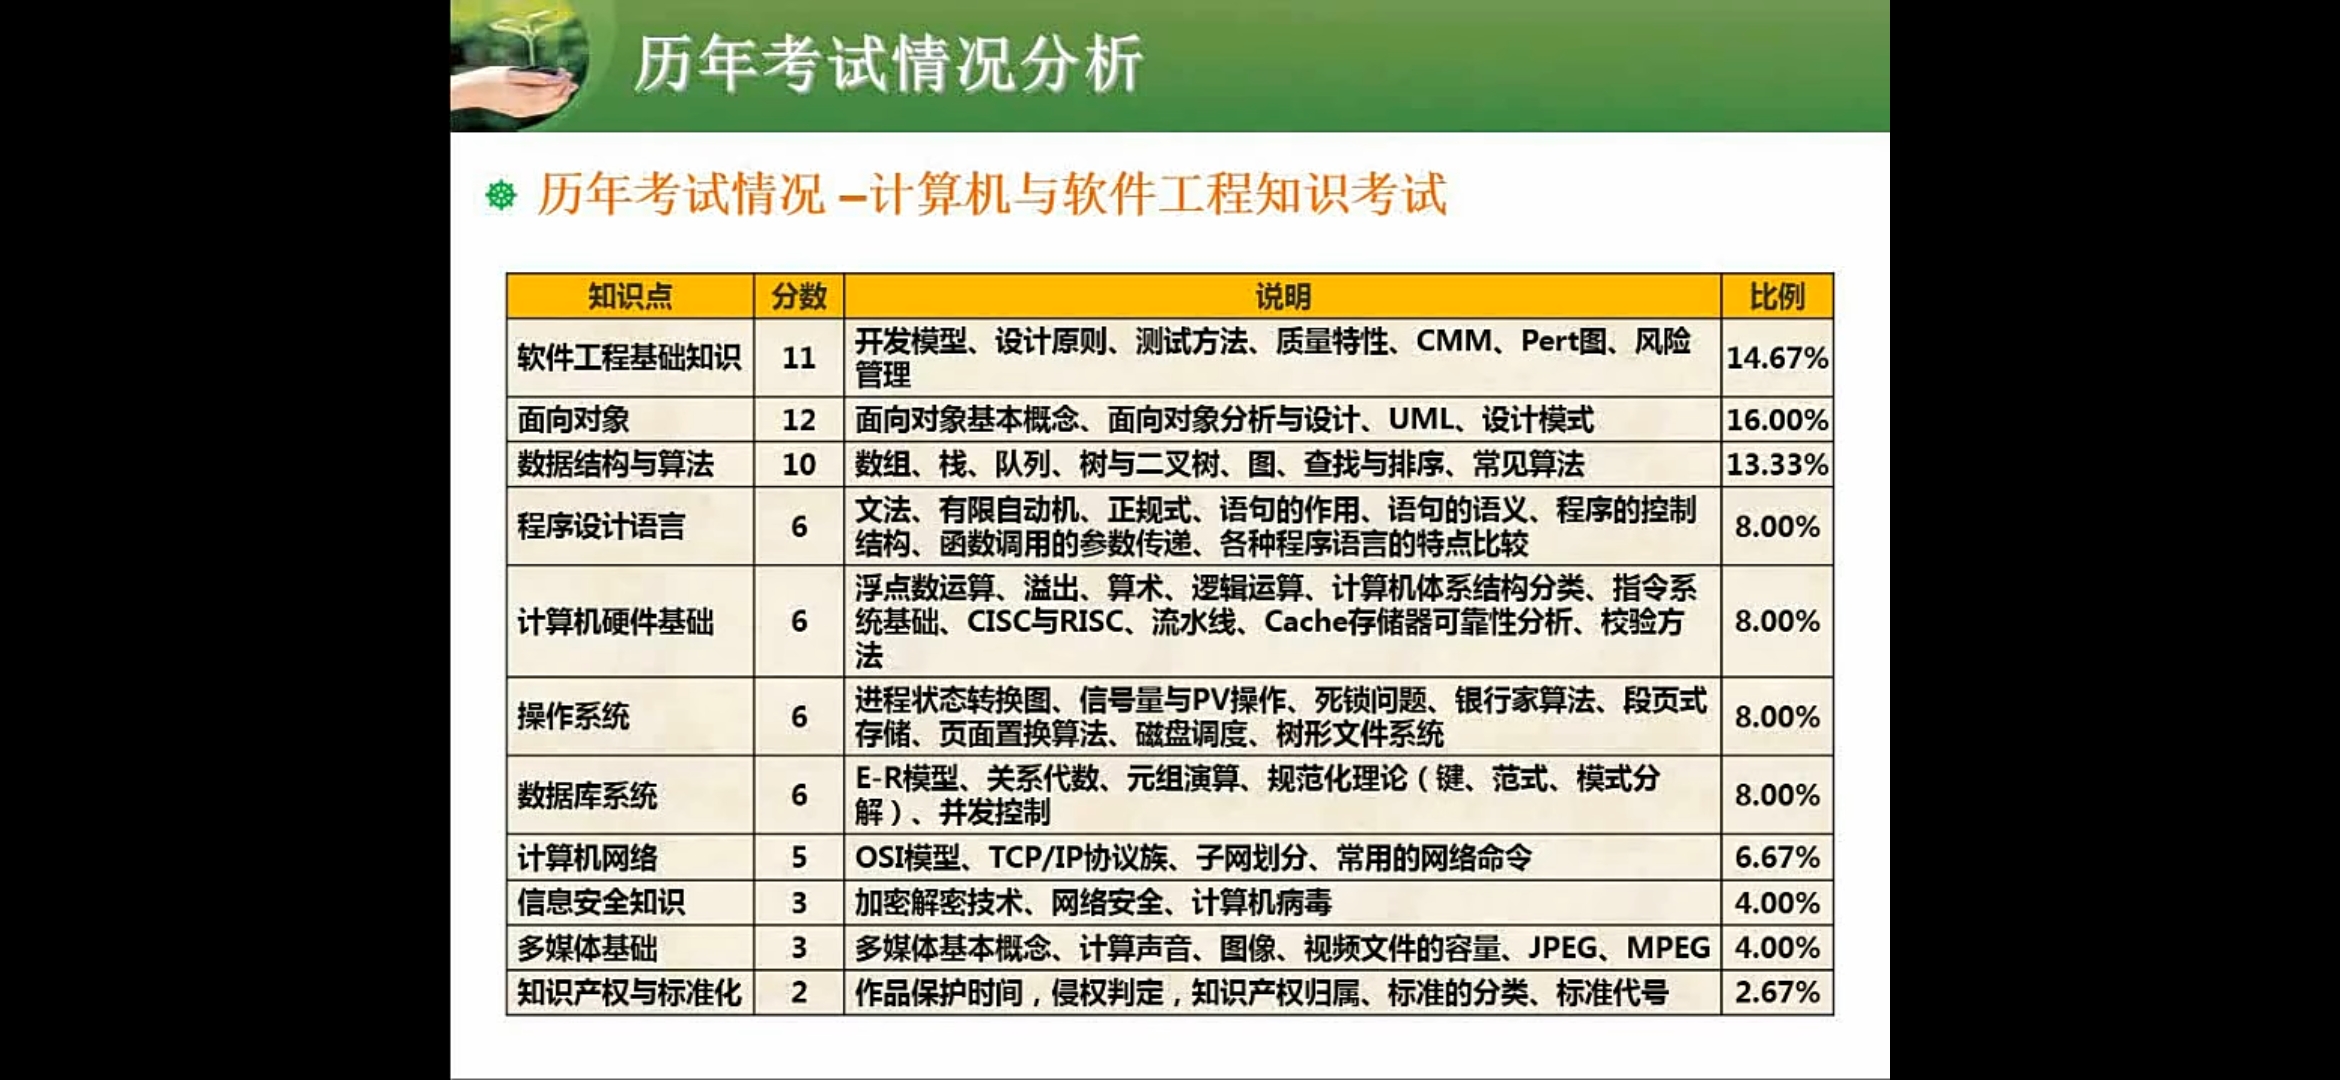 历年考试情况分析
历年考试情况 –计算机与软件工程知识考试
知识点 分数 说明 比例
软件工程基础知识 11 开发模型、设计原则、测试方法、质量特性、CMM、Pert图、风险
管理 14.67%
面向对象 12 面向对象基本概念、面向对象分析与设计、UML、设计模式 16.00%
数据结构与算法 10 数组、栈、队列、树与二叉树、图、查找与排序、常见算法 13.33%
程序设计语言 6 文法、有限自动机、正规式、语句的作用、语句的语义、程序的控制
结构、函数调用的参数传递、各种程序语言的特点比较 8.00%
计算机硬件基础 6 浮点数运算、溢出、算术、逻辑运算、计算机体系结构分类、指令系
统基础、CISC与RISC、流水线、Cache存储器可靠性分析、校验方
法 8.00%
操作系统 6 进程状态转换图、信号量与PV操作、死锁问题、银行家算法、段页式
存储、页面置换算法、磁盘调度、树形文件系统 8.00%
数据库系统 6 E-R模型、关系代数、元组演算、规范化理论（键、范式、模式分
解）、并发控制 8.00%
计算机网络 5 OSI模型、TCP/IP协议族、子网划分、常用的网络命令 6.67%
信息安全知识 3 加密解密技术、网络安全、计算机病毒 4.00%
多媒体基础 3 多媒体基本概念、计算声音、图像、视频文件的容量、JPEG、MPEG 4.00%
知识产权与标准化 2 作品保护时间，侵权判定，知识产权归属、标准的分类、标准代号 2.67%